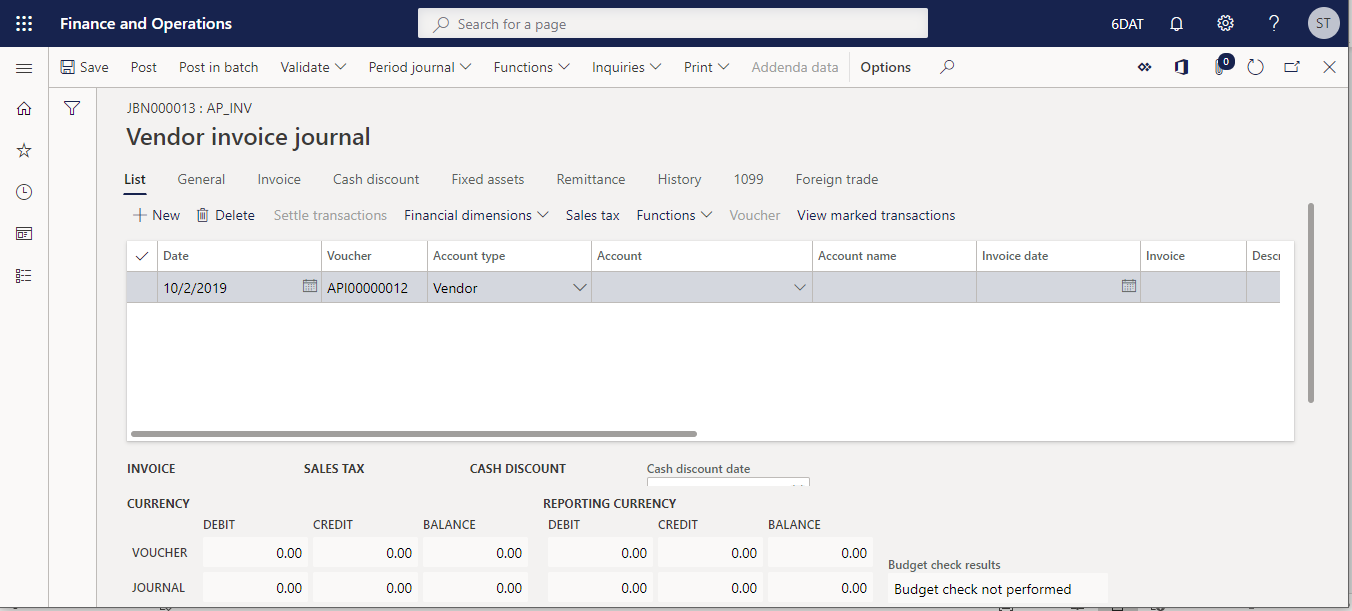 Finance and Operations
Search for a page
6DAT
?
ST
Save Post Post in batch Validate Period journal Functions Inquiries Print Addenda data Options
0
JBN000013 : AP_INV
Vendor invoice journal
List General Invoice Cash discount Fixed assets Remittance History 1099 Foreign trade
New Delete Settle transactions Financial dimensions Sales tax Functions Voucher View marked transactions
Date Voucher Account type Account Account name Invoice date Invoice Descr
10/2/2019 API00000012 Vendor
INVOICE SALES TAX CASH DISCOUNT Cash discount date
CURRENCY REPORTING CURRENCY
DEBIT CREDIT BALANCE DEBIT CREDIT BALANCE
VOUCHER 0.00 0.00 0.00 0.00 0.00 0.00
Budget check results
JOURNAL 0.00 0.00 0.00 0.00 0.00 0.00 Budget check not performed